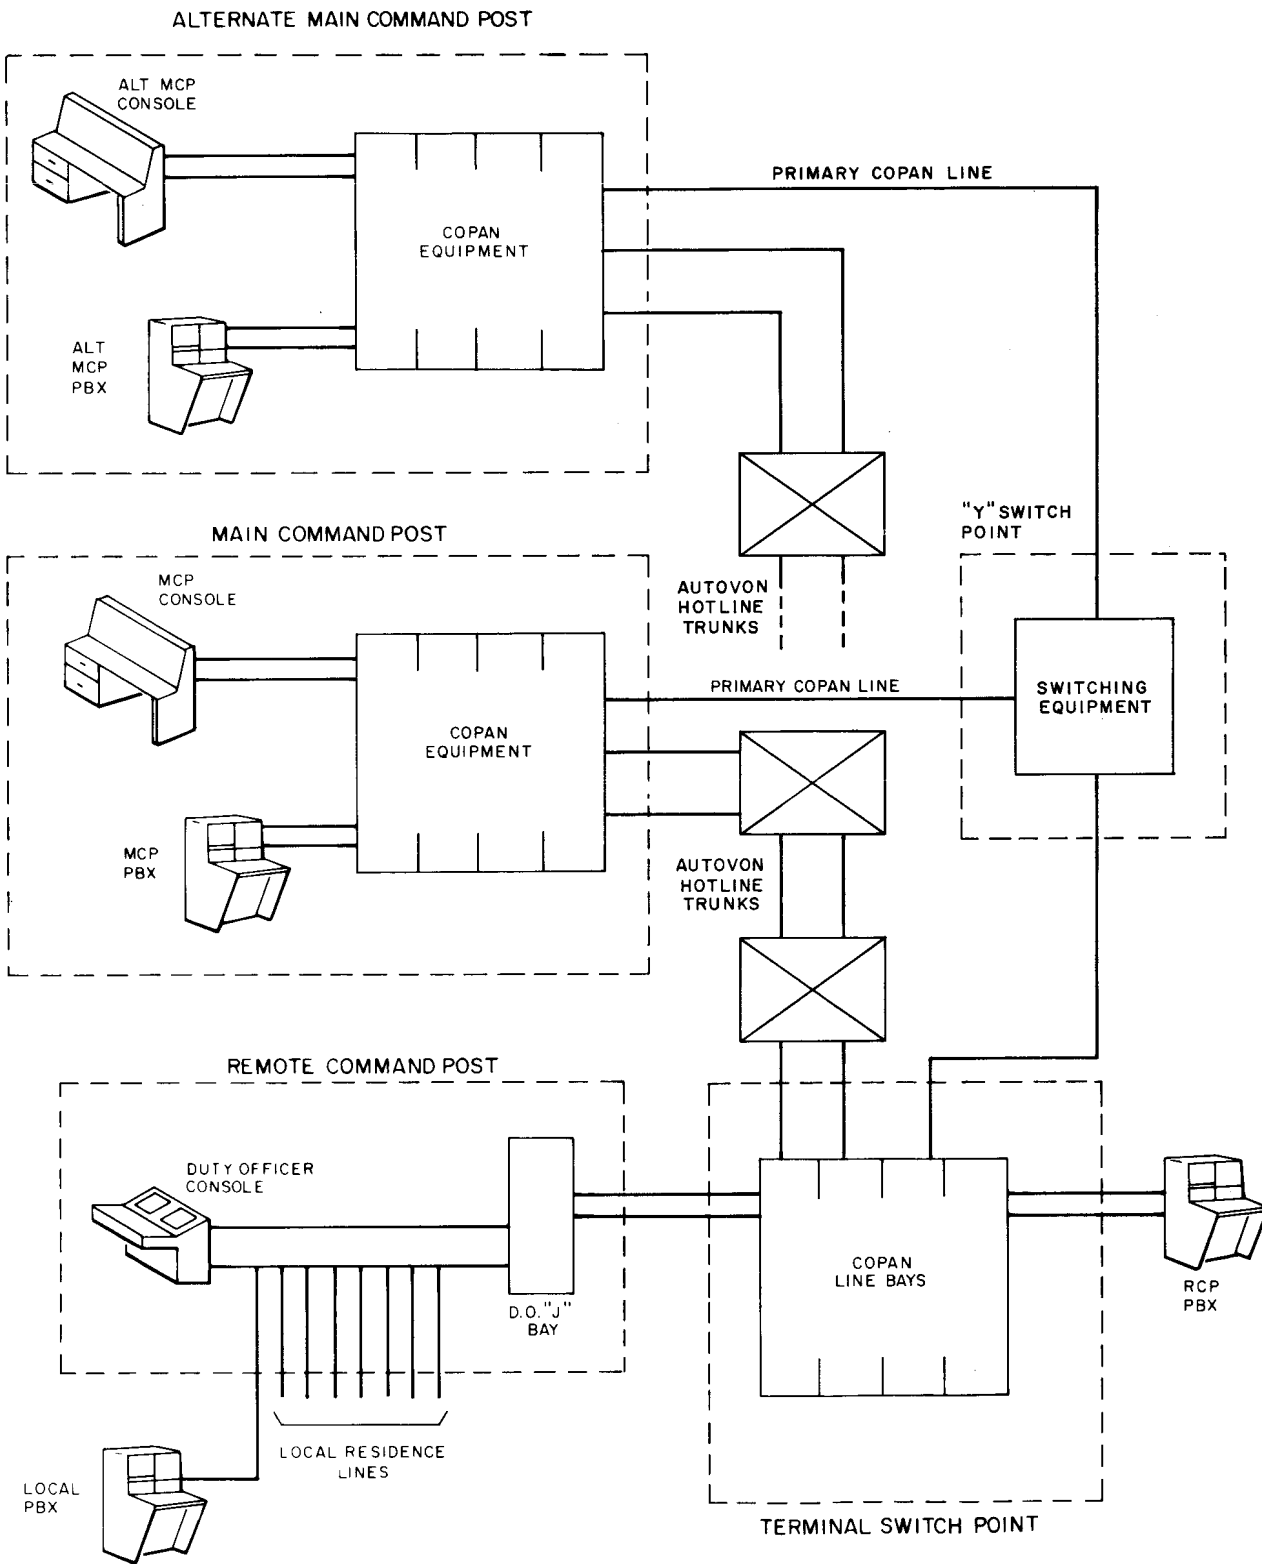 ALTERNATE MAIN COMMAND POST
ALT MCP
CONSOLE
COPAN
EQUIPMENT
PRIMARY COPAN LINE
ALT
MCP
PBX
"Y" SWITCH
POINT
MAIN COMMAND POST
MCP
CONSOLE
AUTOVON
HOTLINE
TRUNKS
PRIMARY COPAN LINE
SWITCHING
EQUIPMENT
COPAN
EQUIPMENT
MCP
PBX
AUTOVON
HOTLINE
TRUNKS
REMOTE COMMAND POST
DUTY OFFICER
CONSOLE
D.O. "J"
BAY
COPAN
LINE BAYS
RCP
PBX
LOCAL RESIDENCE
LINES
LOCAL
PBX
TERMINAL SWITCH POINT